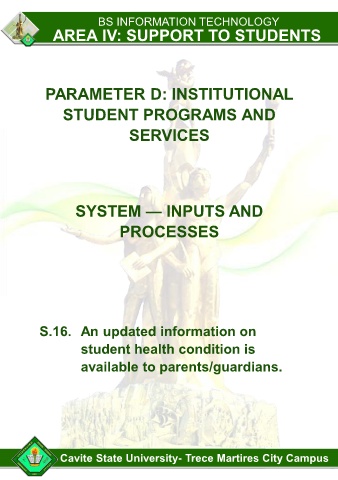 BS INFORMATION TECHNOLOGY
AREA IV: SUPPORT TO STUDENTS
PARAMETER D: INSTITUTIONAL
STUDENT PROGRAMS AND
SERVICES
SYSTEM — INPUTS AND
PROCESSES
S.16. An updated information on
student health condition is
available to parents/guardians.
Cavite State University- Trece Martires City Campus